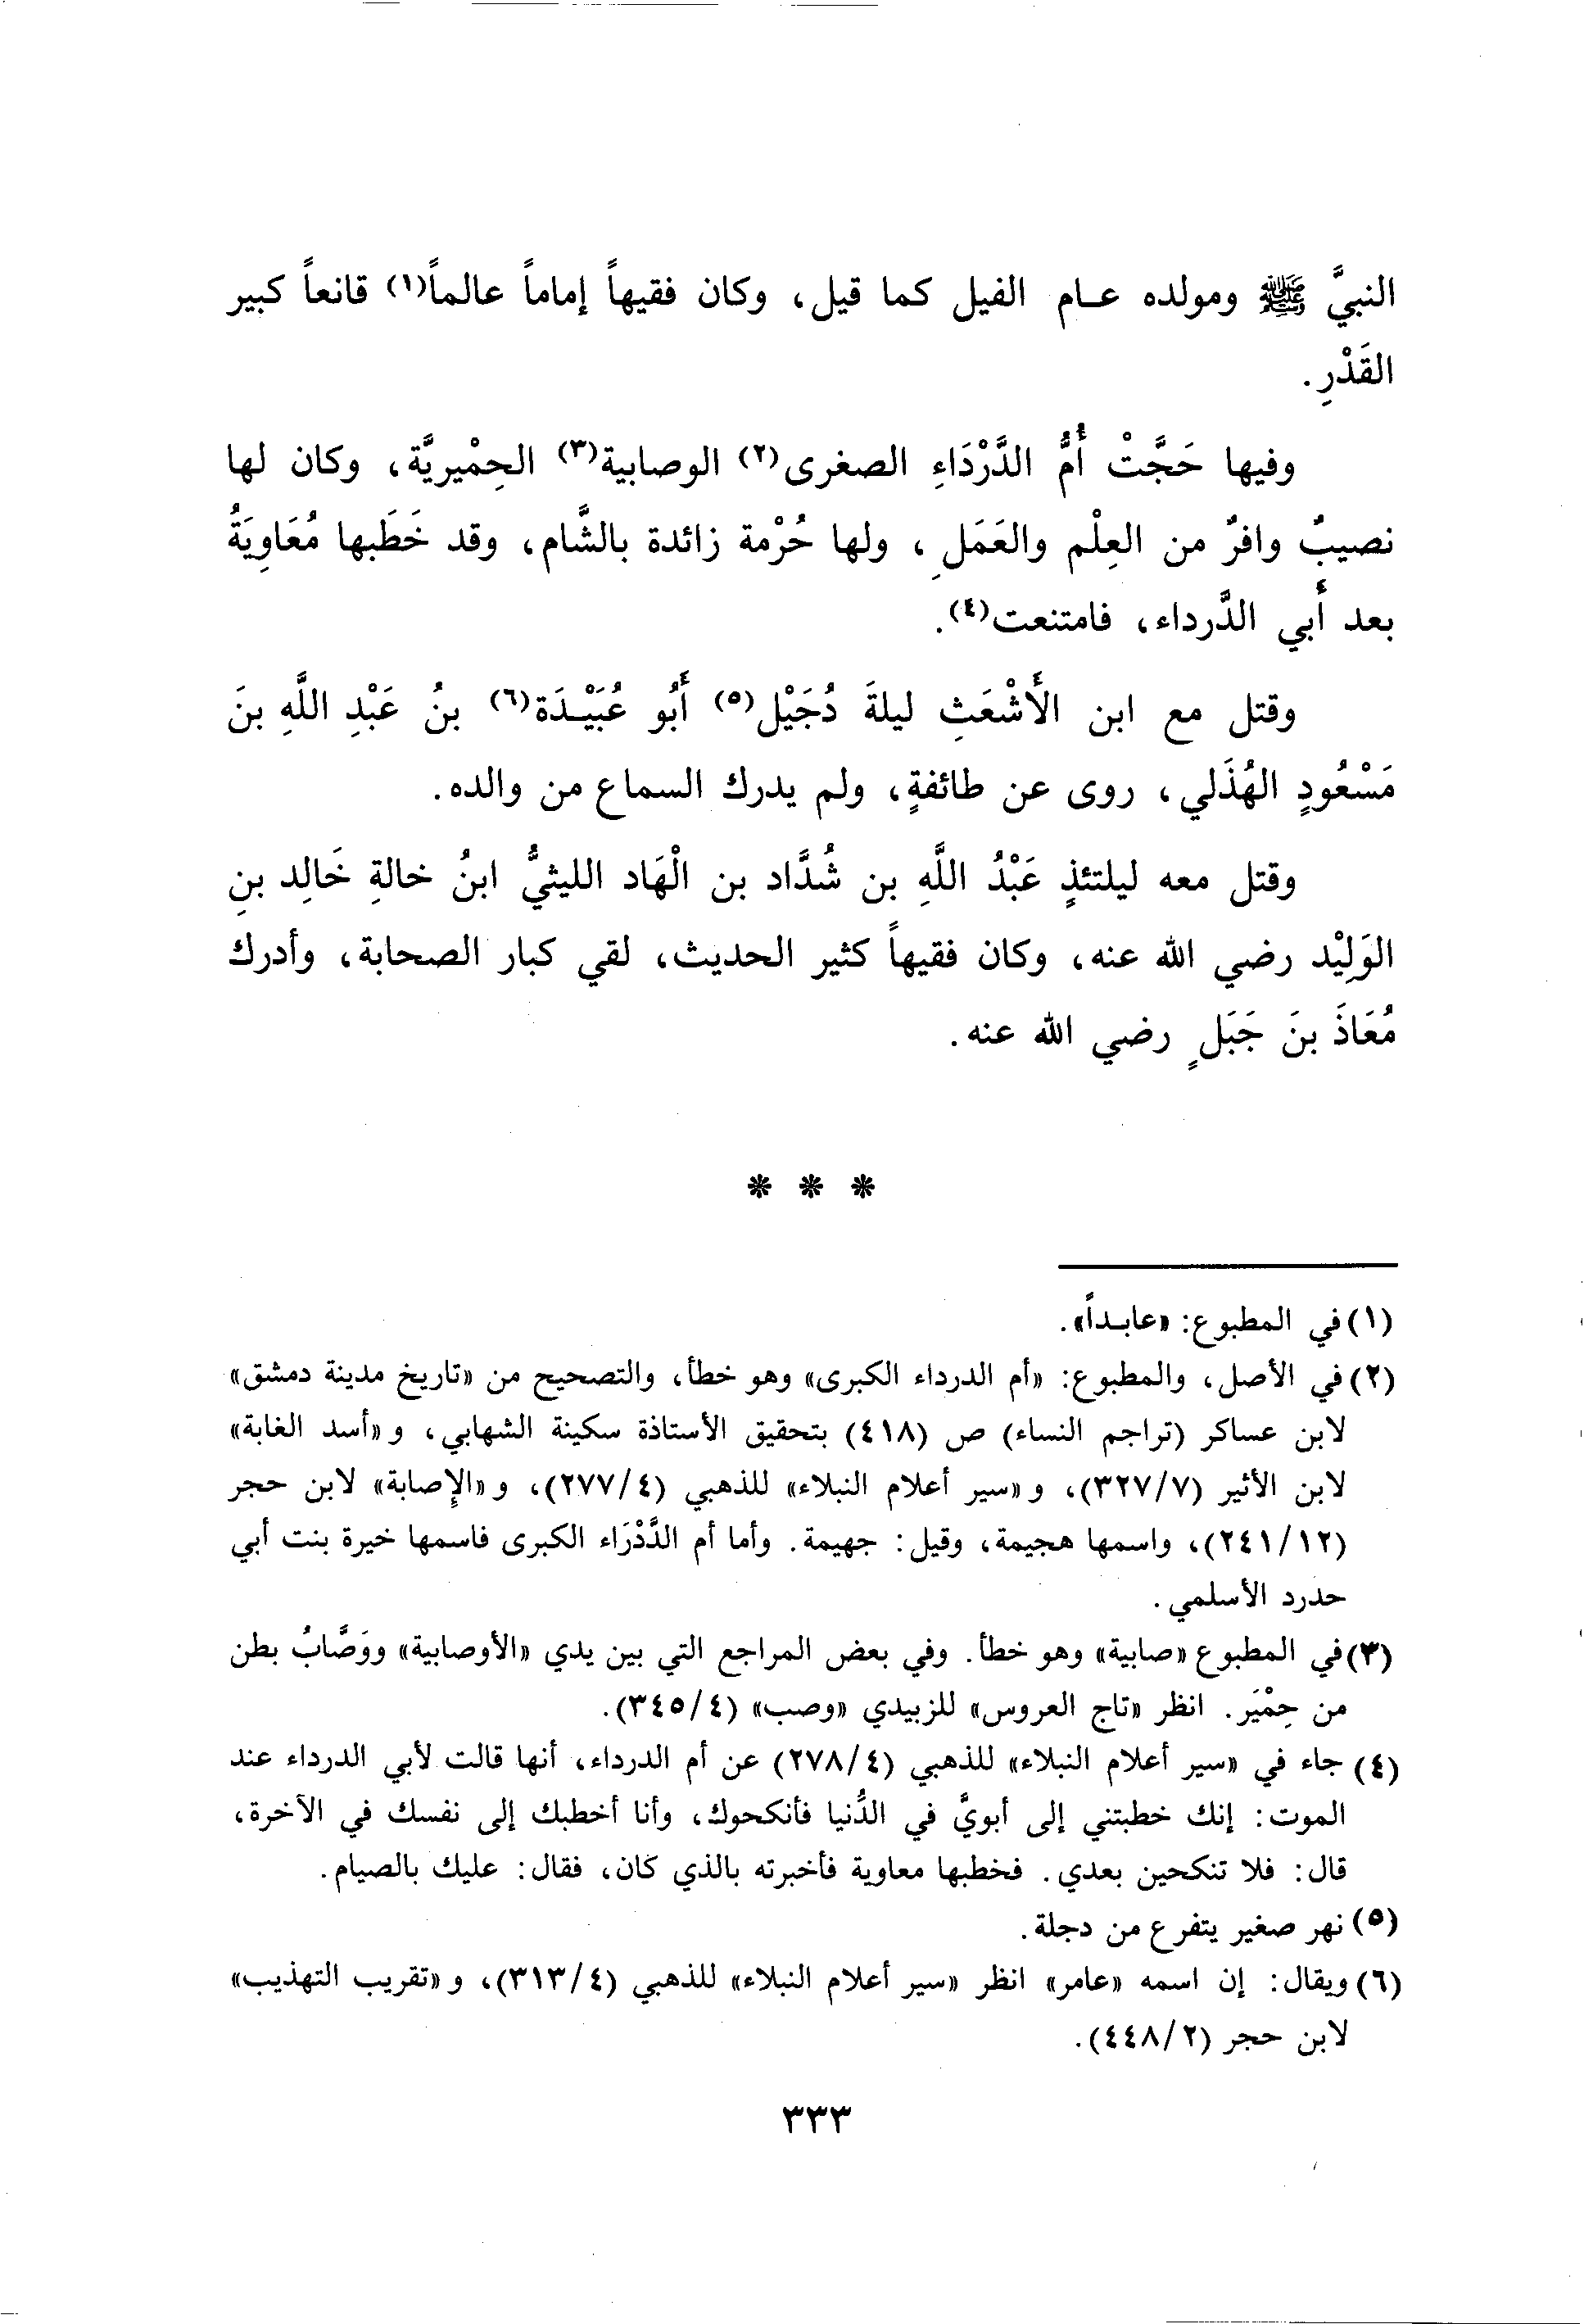 النبيَّ ﷺ ومولده عـام الفيل كما قيل، وكان فقيهاً إماماً عالماً(١) قانعاً كبير
القَدْرِ.
وفيها حَجَّتْ أُمُّ الدَّرْدَاءِ الصغرى(٢) الوصابية(٣) الحِمْيريَّة، وكان لها
نصيبٌ وافرٌ من العِلْم والعَمَلِ، ولها حُرْمة زائدة بالشَّام، وقد خَطَبها مُعَاوِيَةُ
بعد أَبي الدَّرداء، فامتنعت(٤).
وقتل مع ابن الأَشْعَثِ ليلةَ دُجَيْل(٥) أَبُو عُبَيْـدَة(٦) بنُ عَبْدِ اللَّهِ بنَ
مَسْعُودٍ الهُذَلي، روى عن طائفةٍ، ولم يدرك السماع من والده.
وقتل معه ليلتئذٍ عَبْدُ اللَّهِ بن شُدَّاد بن الْهَاد الليثيُّ ابنُ خالةِ خَالِد بنِ
الوَلِيْد رضي الله عنه، وكان فقيهاً كثير الحديث، لقي كبار الصحابة، وأدرك
مُعَاذَ بنَ جَبَلٍ رضي الله عنه.
* * *
(١) في المطبوع: «عابـداً».
(٢) في الأصل، والمطبوع: «أم الدرداء الكبرى» وهو خطأ، والتصحيح من «تاريخ مدينة دمشق»
لابن عساكر (تراجم النساء) ص (٤١٨) بتحقيق الأستاذة سكينة الشهابي، و«أسد الغابة»
لابن الأثير (٣٢٧/٧)، و«سير أعلام النبلاء» للذهبي (٢٧٧/٤)، و«الإصابة» لابن حجر
(٢٤١/١٢)، واسمها هجيمة، وقيل: جهيمة. وأما أم الدَّدْرَاء الكبرى فاسمها خيرة بنت أبي
حدرد الأسلمي.
(٣) في المطبوع «صابية» وهو خطأ. وفي بعض المراجع التي بين يدي «الأوصابية» ووَصَّابُ بطن
من حِمْيَر. انظر «تاج العروس» للزبيدي «وصب» (٣٤٥/٤).
(٤) جاء في «سير أعلام النبلاء» للذهبي (٢٧٨/٤) عن أم الدرداء، أنها قالت لأبي الدرداء عند
الموت: إنك خطبتني إلى أبويَّ في الدُّنيا فأنكحوك، وأنا أخطبك إلى نفسك في الآخرة،
قال: فلا تنكحين بعدي. فخطبها معاوية فأخبرته بالذي كان، فقال: عليك بالصيام.
(٥) نهر صغير يتفرع من دجلة.
(٦) ويقال: إن اسمه «عامر» انظر «سير أعلام النبلاء» للذهبي (٣١٣/٤)، و«تقريب التهذيب»
لابن حجر (٤٤٨/٢).
٣٣٣